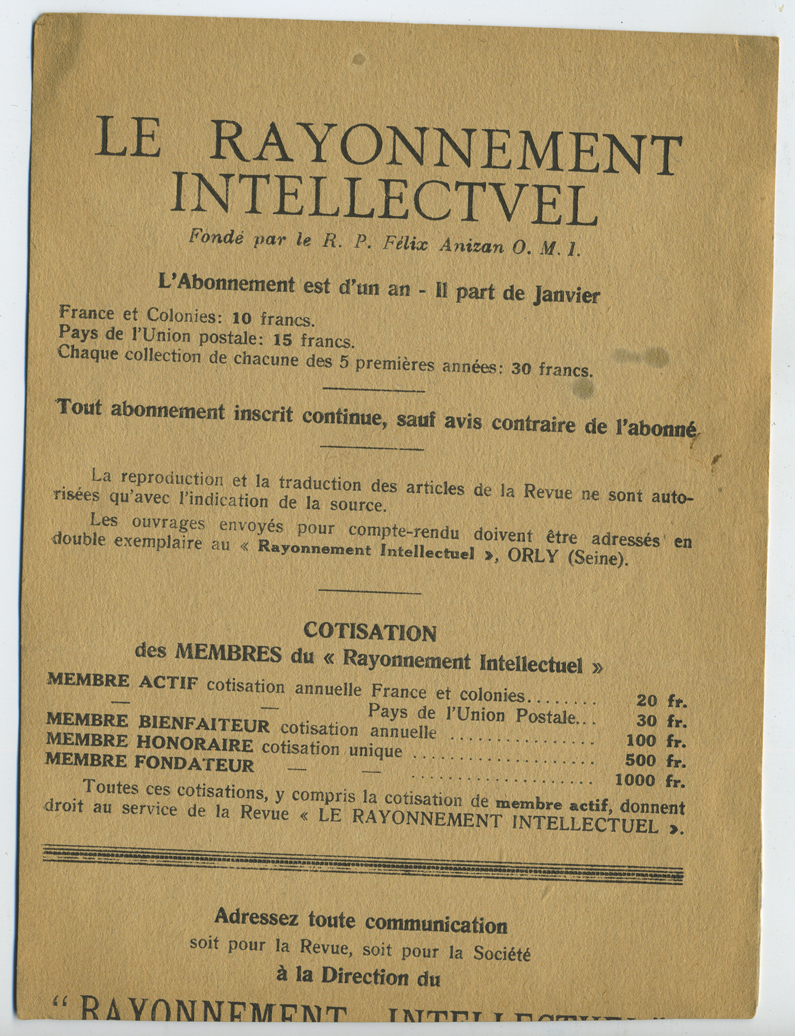 LE RAYONNEMENT
INTELLECTVEL
Fondé par le R. P. Félix Anizan O. M. I.
L'Abonnement est d'un an - Il part de Janvier
France et Colonies: 10 francs.
Pays de l'Union postale: 15 francs.
Chaque collection de chacune des 5 premières années: 30 francs.
Tout abonnement inscrit continue, sauf avis contraire de l'abonné.
La reproduction et la traduction des articles de la Revue ne sont auto-
risées qu'avec l'indication de la source.
Les ouvrages envoyés pour compte-rendu doivent être adressés en
double exemplaire au « Rayonnement Intellectuel », ORLY (Seine).
COTISATION
des MEMBRES du « Rayonnement Intellectuel »
MEMBRE ACTIF cotisation annuelle France et colonies........ 20 fr.
— — Pays de l'Union Postale... 30 fr.
MEMBRE BIENFAITEUR cotisation annuelle ............... 100 fr.
MEMBRE HONORAIRE cotisation unique ................... 500 fr.
MEMBRE FONDATEUR — — ................... 1000 fr.
Toutes ces cotisations, y compris la cotisation de membre actif, donnent
droit au service de la Revue « LE RAYONNEMENT INTELLECTUEL ».
Adressez toute communication
soit pour la Revue, soit pour la Société
à la Direction du
“ RAYONNEMENT INTELLECTUEL ”